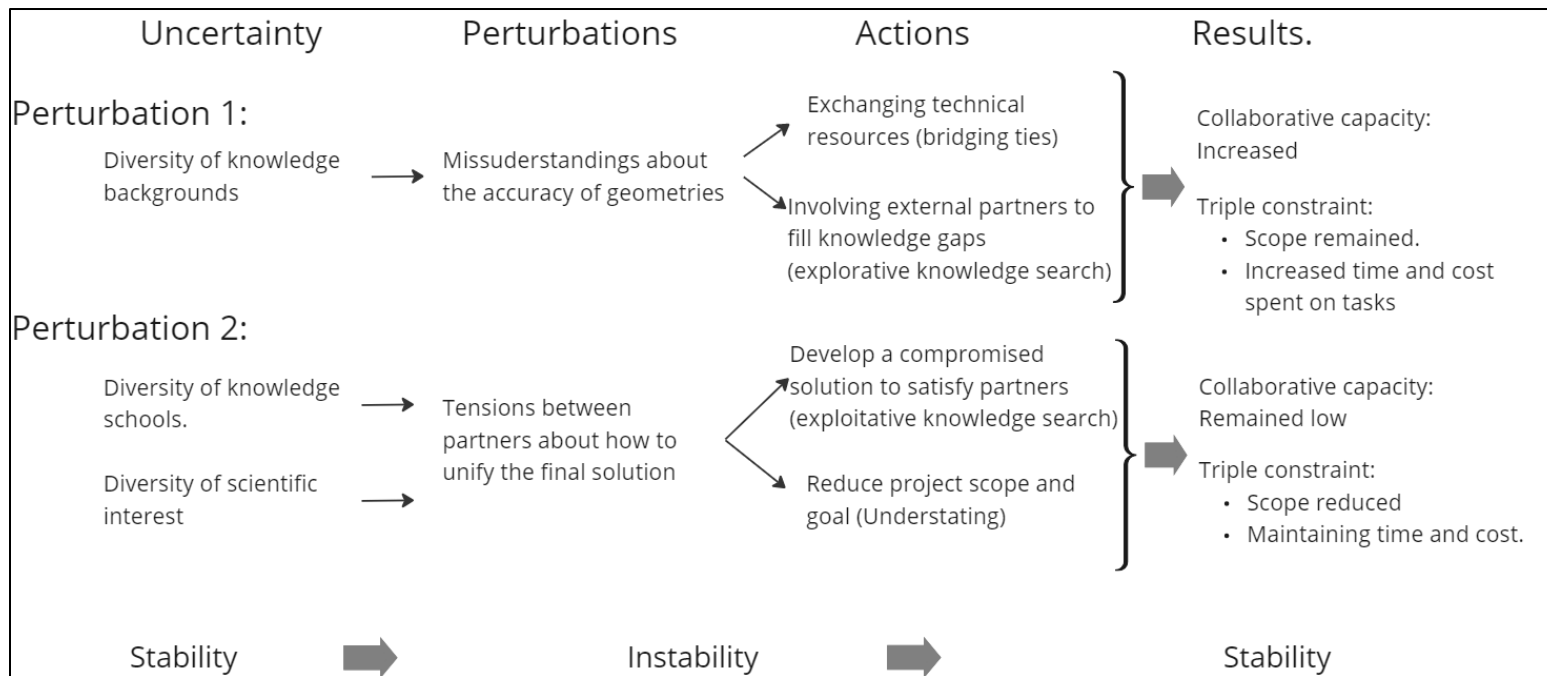 Uncertainty
Perturbations
Actions
Results.
Perturbation 1:
Diversity of knowledge
backgrounds
Missuderstandings about
the accuracy of geometries
Exchanging technical
resources (bridging ties)
Involving external partners to
fill knowledge gaps
(explorative knowledge search)
Collaborative capacity:
Increased
Triple constraint:
• Scope remained.
• Increased time and cost
spent on tasks
Perturbation 2:
Diversity of knowledge
schools.
Diversity of scientific
interest
Tensions between
partners about how to
unify the final solution
Develop a compromised
solution to satisfy partners
(exploitative knowledge search)
Reduce project scope and
goal (Understating)
Collaborative capacity:
Remained low
Triple constraint:
• Scope reduced
• Maintaining time and cost.
Stability
Instability
Stability